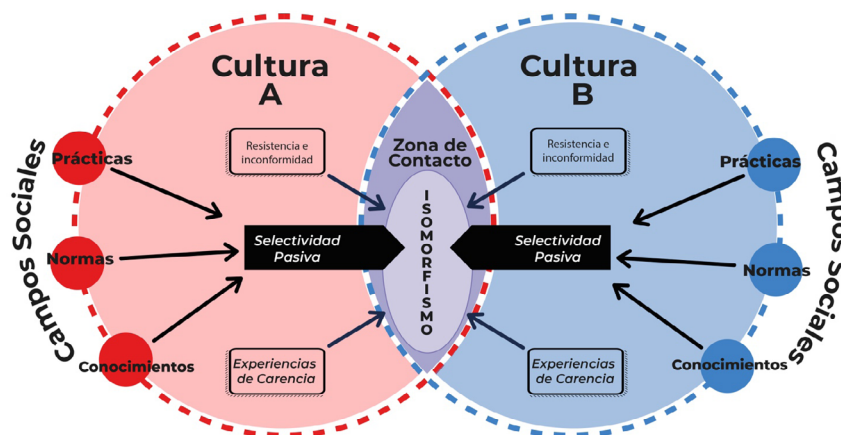 Cultura
A
Cultura
B
Campos Sociales
Prácticas
Normas
Conocimientos
Resistencia e
inconformidad
Selectividad
Pasiva
Experiencias
de Carencia
Zona de
Contacto
ISOMORFISMO
Resistencia e
inconformidad
Selectividad
Pasiva
Experiencias
de Carencia
Prácticas
Normas
Conocimientos
Campos Sociales